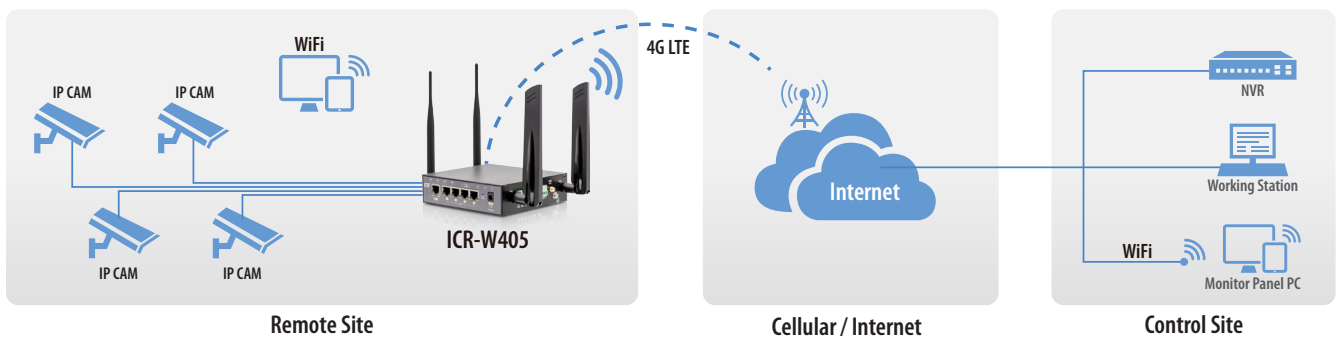 WiFi
IP CAM
IP CAM
IP CAM
IP CAM
ICR-W405
Remote Site
4G LTE
Internet
Cellular / Internet
NVR
Working Station
WiFi
Monitor Panel PC
Control Site